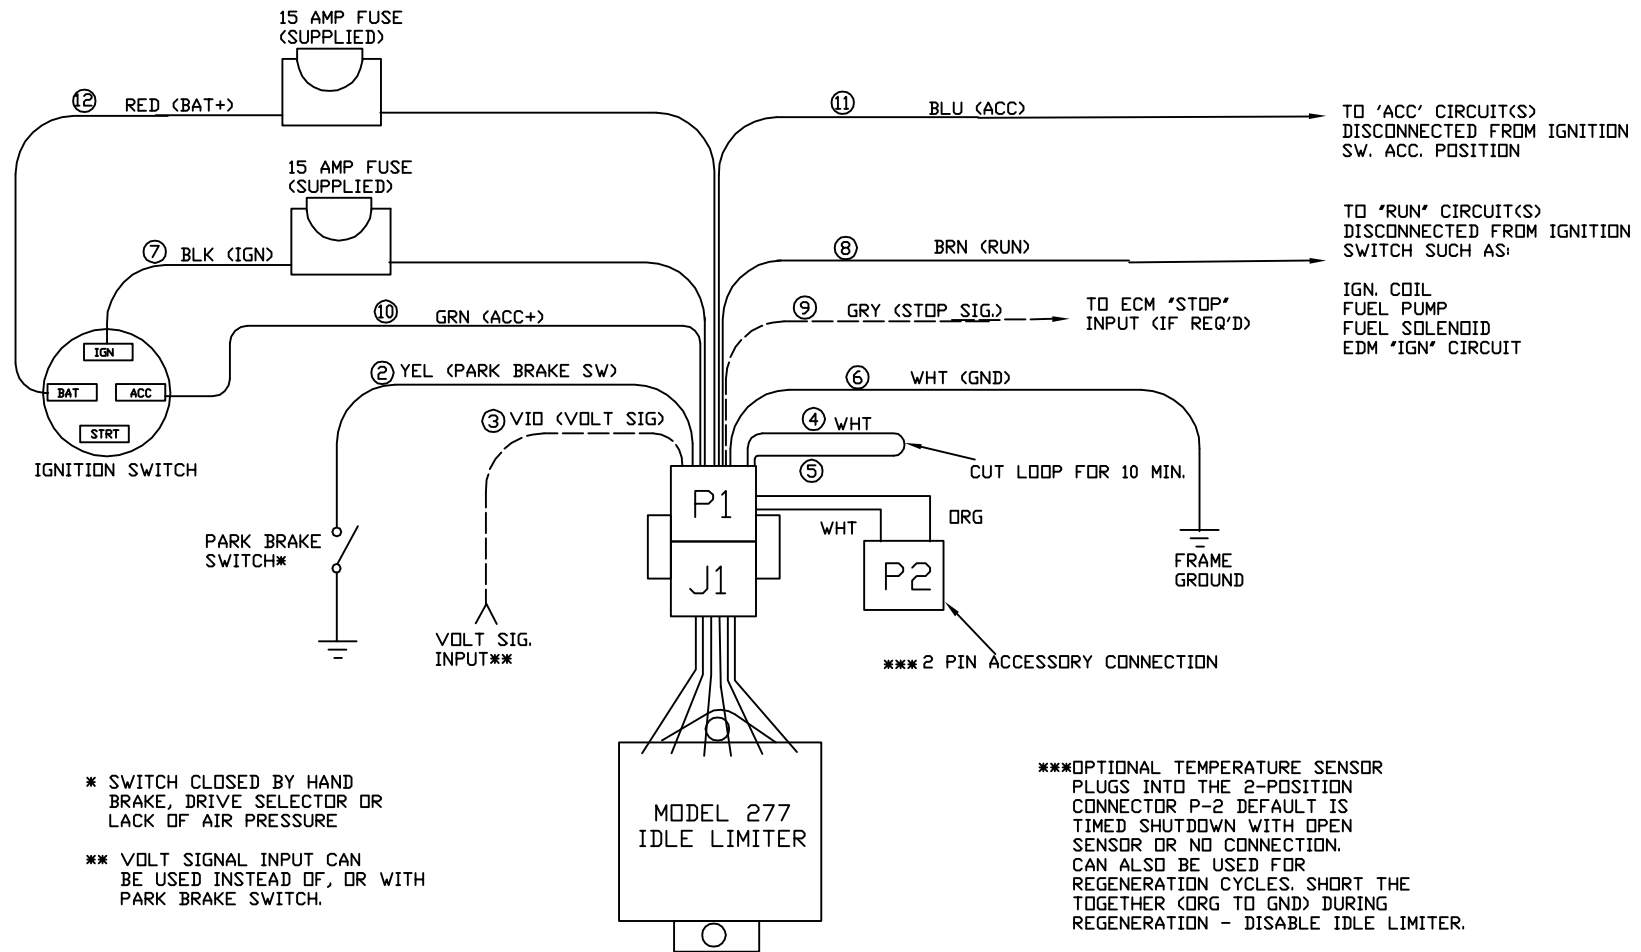 15 AMP FUSE
(SUPPLIED)
12
RED (BAT+)
11
BLU (ACC)
TO 'ACC' CIRCUIT(S)
DISCONNECTED FROM IGNITION
SW. ACC. POSITION
15 AMP FUSE
(SUPPLIED)
7
BLK (IGN)
8
BRN (RUN)
TO "RUN" CIRCUIT(S)
DISCONNECTED FROM IGNITION
SWITCH SUCH AS:
IGN. COIL
FUEL PUMP
FUEL SOLENOID
EDM "IGN" CIRCUIT
10
GRN (ACC+)
9
GRY (STOP SIG.)
TO ECM "STOP"
INPUT (IF REQ'D)
IGN
BAT
ACC
STRT
IGNITION SWITCH
2
YEL (PARK BRAKE SW)
6
WHT (GND)
3
VIO (VOLT SIG)
4
WHT
5
CUT LOOP FOR 10 MIN.
P1
J1
WHT
ORG
P2
PARK BRAKE
SWITCH*
FRAME
GROUND
VOLT SIG.
INPUT**
***2 PIN ACCESSORY CONNECTION
MODEL 277
IDLE LIMITER
* SWITCH CLOSED BY HAND
BRAKE, DRIVE SELECTOR OR
LACK OF AIR PRESSURE
** VOLT SIGNAL INPUT CAN
BE USED INSTEAD OF, OR WITH
PARK BRAKE SWITCH.
***OPTIONAL TEMPERATURE SENSOR
PLUGS INTO THE 2-POSITION
CONNECTOR P-2 DEFAULT IS
TIMED SHUTDOWN WITH OPEN
SENSOR OR NO CONNECTION.
CAN ALSO BE USED FOR
REGENERATION CYCLES. SHORT THE
TOGETHER (ORG TO GND) DURING
REGENERATION - DISABLE IDLE LIMITER.